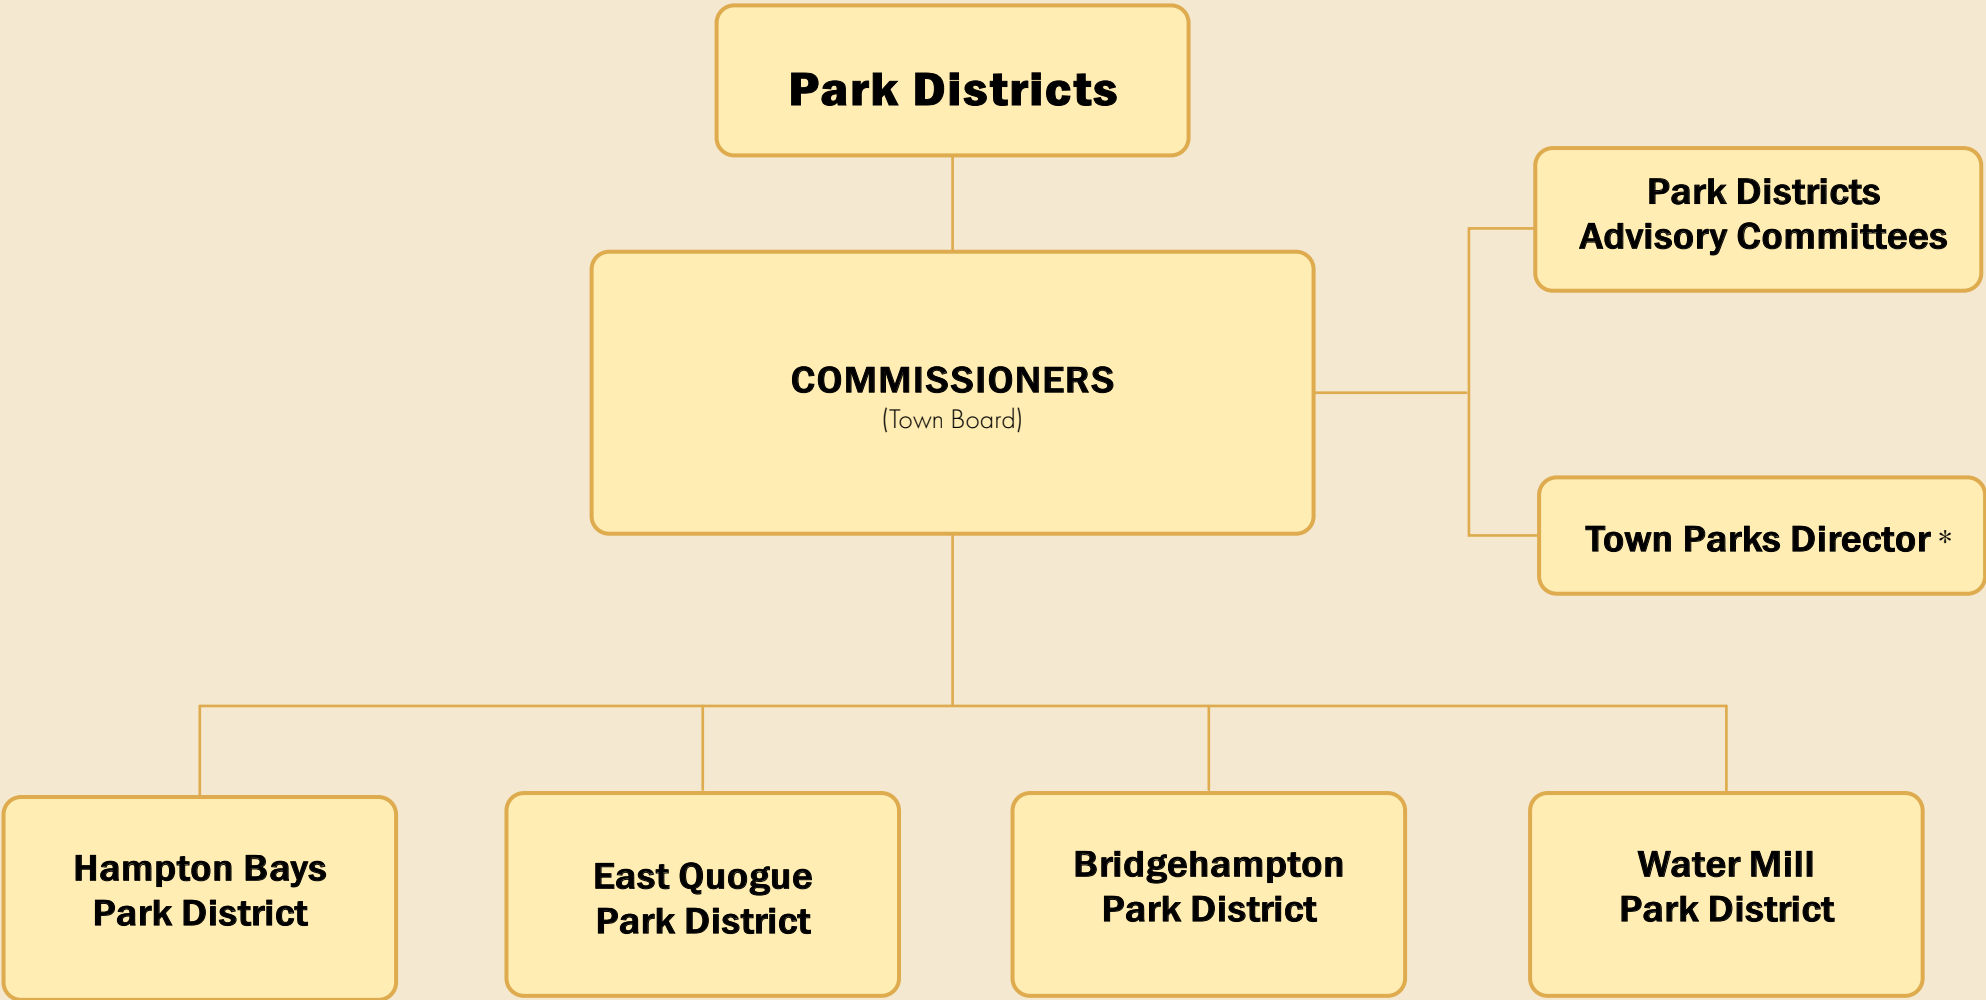 Park Districts
Park Districts
Advisory Committees
COMMISSIONERS
(Town Board)
Town Parks Director *
Hampton Bays
Park District
East Quogue
Park District
Bridgehampton
Park District
Water Mill
Park District